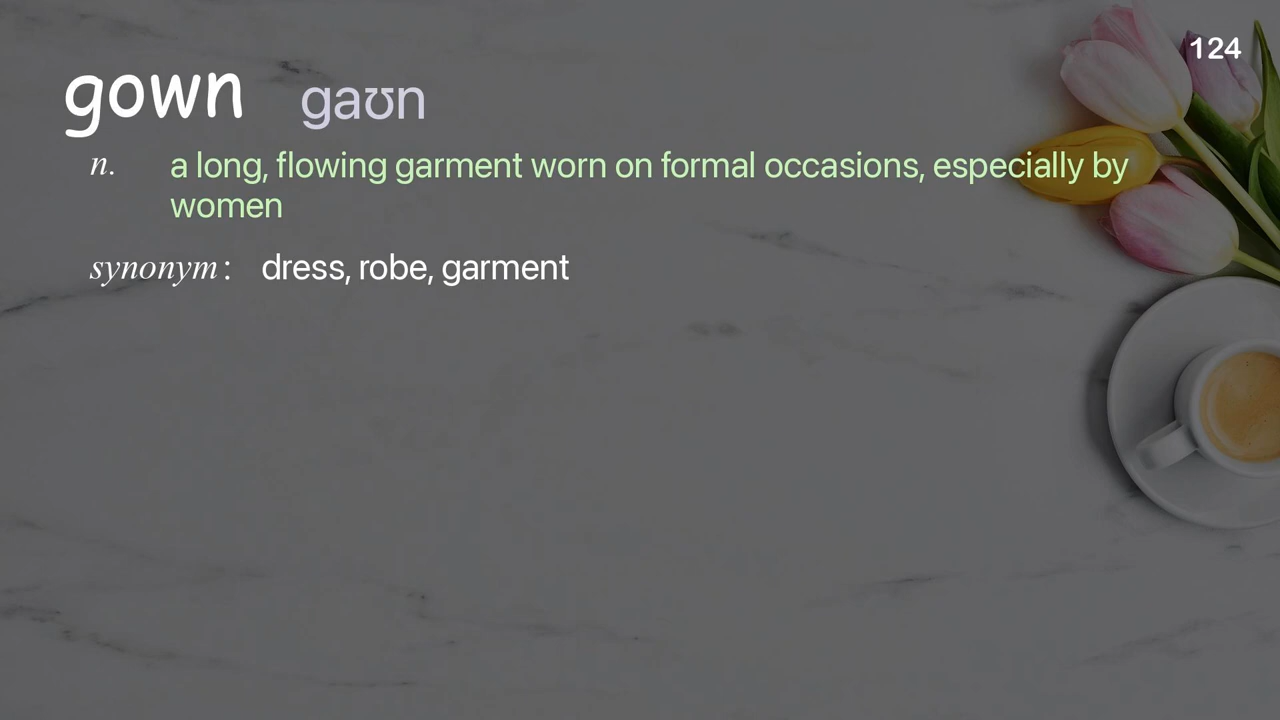 124
gown gaʊn
n. a long, flowing garment worn on formal occasions, especially by
women
synonym: dress, robe, garment